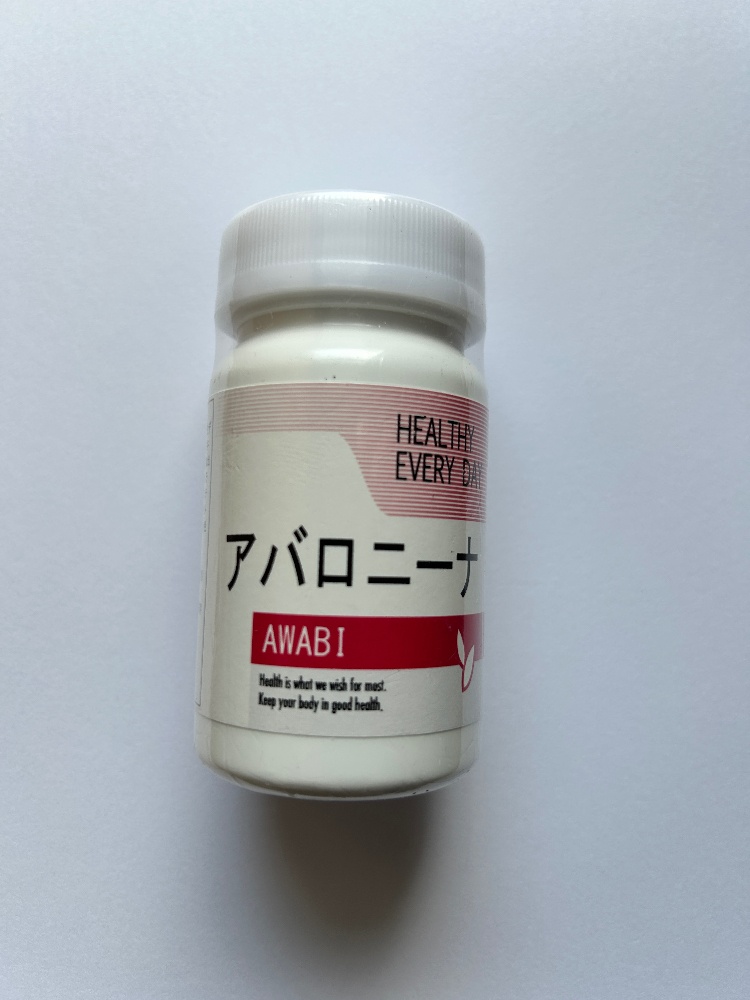 HEALTHY
EVERY DAY
アバロニーナ
AWABI
Health is what we wish for most.
Keep your body in good health.